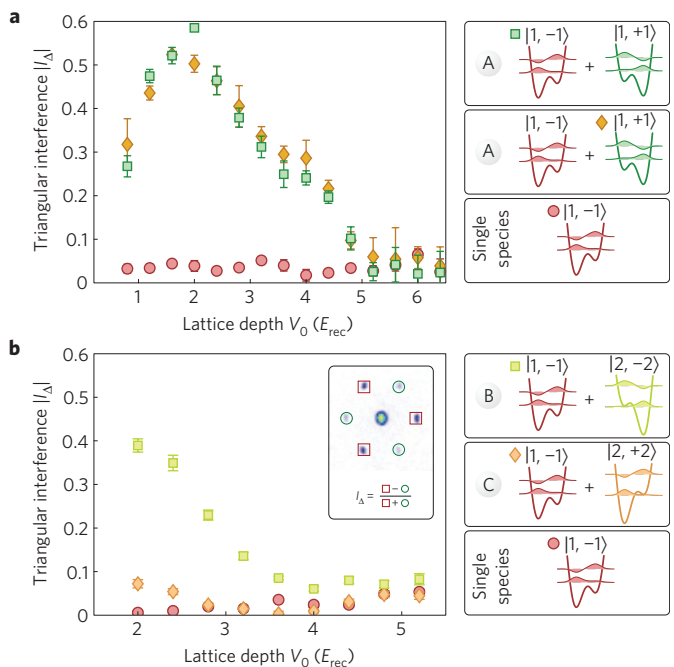 a
Triangular interference |I_Δ|
0.6
0.5
0.4
0.3
0.2
0.1
0
1 2 3 4 5 6
Lattice depth V₀ (E_rec)
A |1, −1⟩ + |1, +1⟩
A |1, −1⟩ + |1, +1⟩
Single species |1, −1⟩
b
Triangular interference |I_Δ|
0.6
0.5
0.4
0.3
0.2
0.1
0
2 3 4 5
Lattice depth V₀ (E_rec)
I_Δ = □ − ○ / □ + ○
B |1, −1⟩ + |2, −2⟩
C |1, −1⟩ + |2, +2⟩
Single species |1, −1⟩